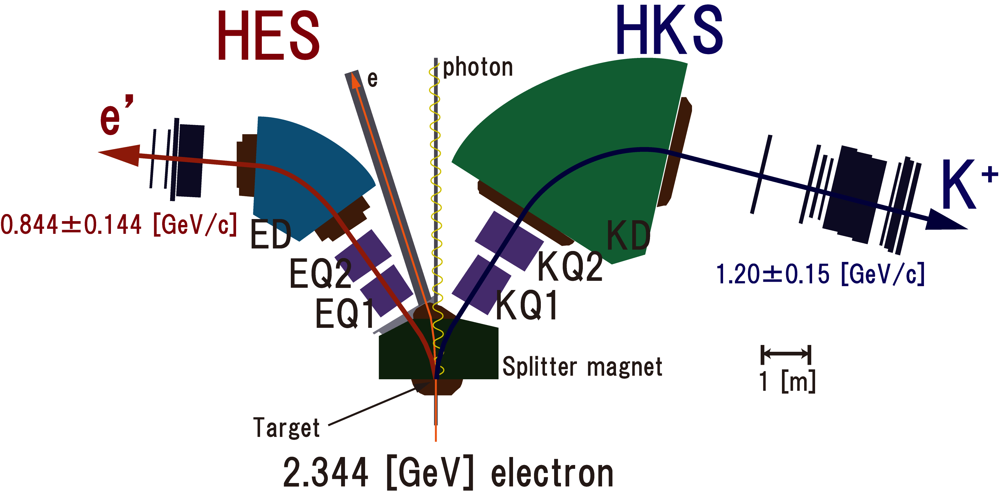 HES
HKS
photon
e
e’
K+
0.844±0.144 [GeV/c]
ED
KD
EQ2
KQ2
1.20±0.15 [GeV/c]
EQ1
KQ1
Splitter magnet
1 [m]
Target
2.344 [GeV] electron